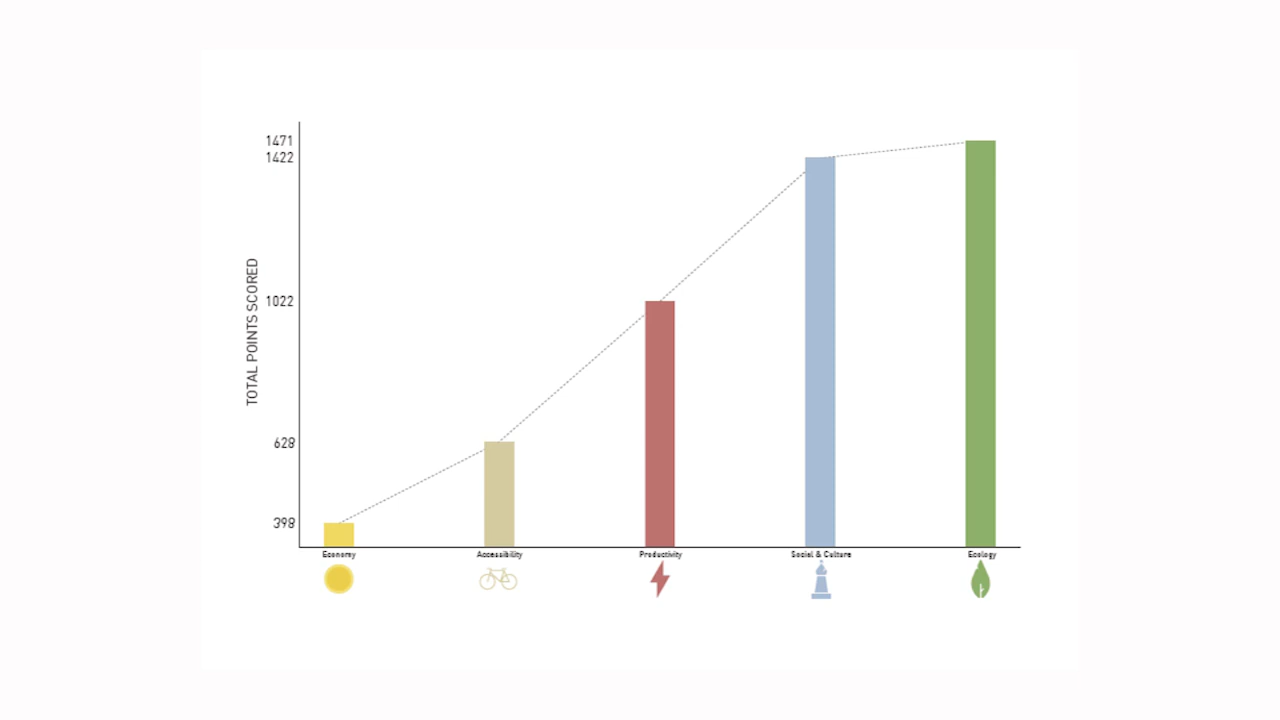 1471
1422
1022
628
398
TOTAL POINTS SCORED
Economy
Accessibility
Productivity
Social & Culture
Ecology